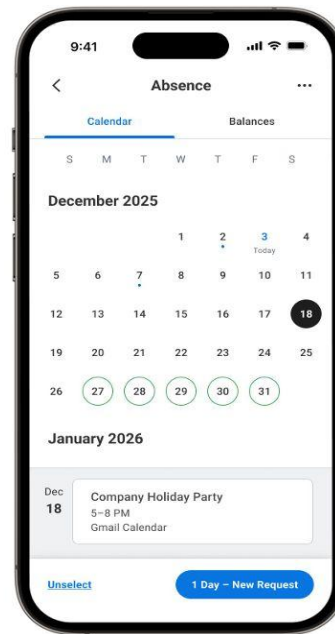 9:41
Absence
Calendar Balances
S M T W T F S
December 2025
1 2 3 4
Today
5 6 7 8 9 10 11
12 13 14 15 16 17 18
19 20 21 22 23 24 25
26 27 28 29 30 31
January 2026
Dec
18
Company Holiday Party
5–8 PM
Gmail Calendar
Unselect 1 Day – New Request